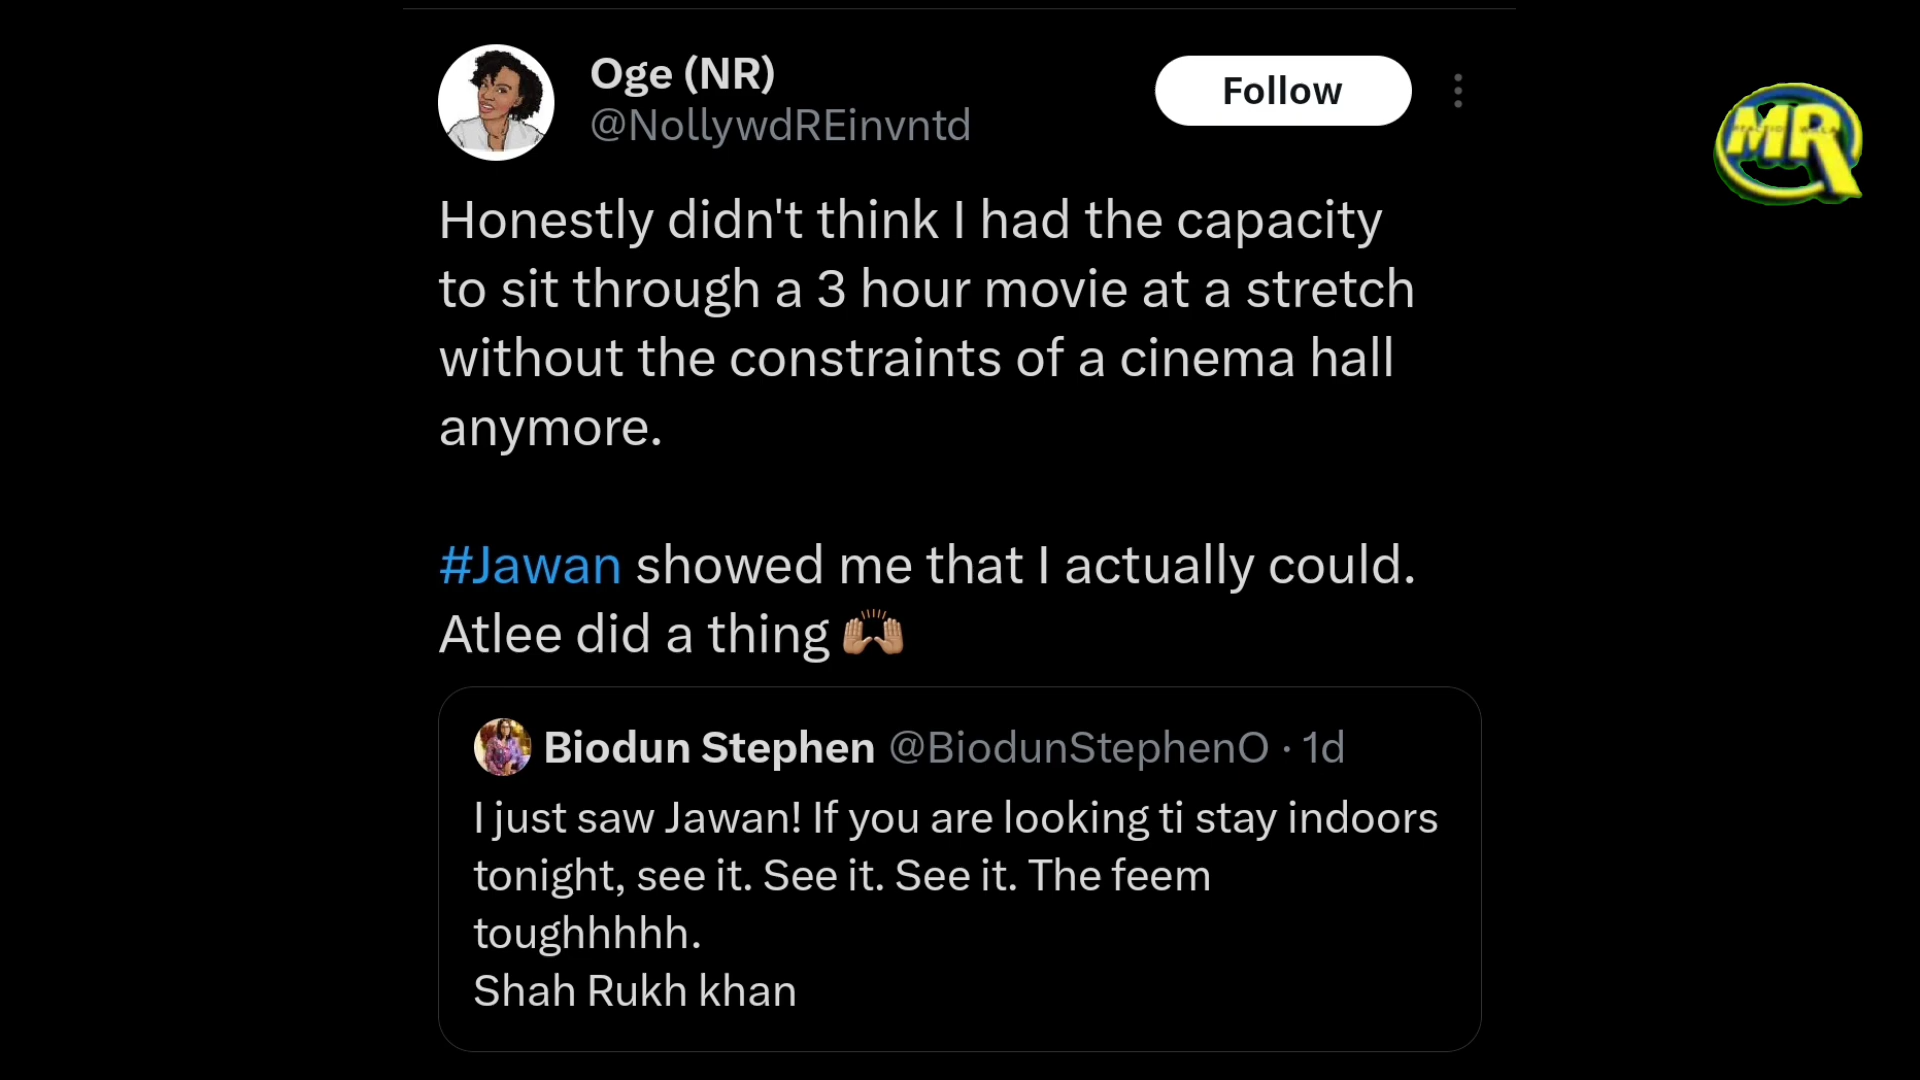 Oge (NR)
Follow
@NollywdREinvntd
MR
Honestly didn't think I had the capacity
to sit through a 3 hour movie at a stretch
without the constraints of a cinema hall
anymore.
#Jawan showed me that I actually could.
Atlee did a thing 🙌🏽
Biodun Stephen @BiodunStephenO · 1d
I just saw Jawan! If you are looking ti stay indoors
tonight, see it. See it. See it. The feem
toughhhhh.
Shah Rukh khan